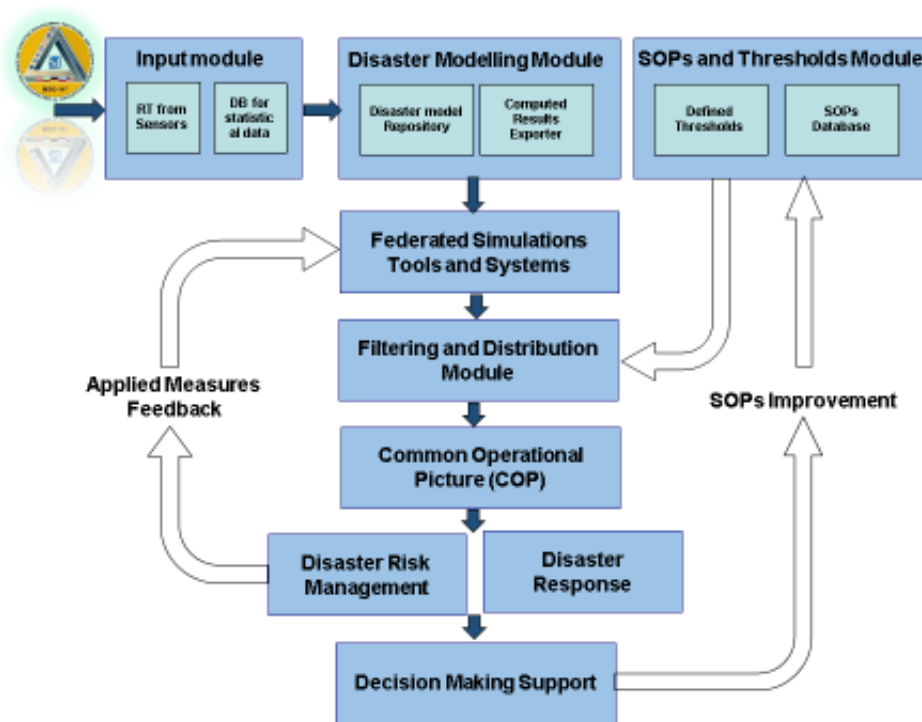 Input module
RT from
Sensors
DB for
statistic
al data
Disaster Modelling Module
Disaster model
Repository
Computed
Results
Exporter
SOPs and Thresholds Module
Defined
Thresholds
SOPs
Database
Federated Simulations
Tools and Systems
Filtering and Distribution
Module
Applied Measures
Feedback
SOPs Improvement
Common Operational
Picture (COP)
Disaster Risk
Management
Disaster
Response
Decision Making Support